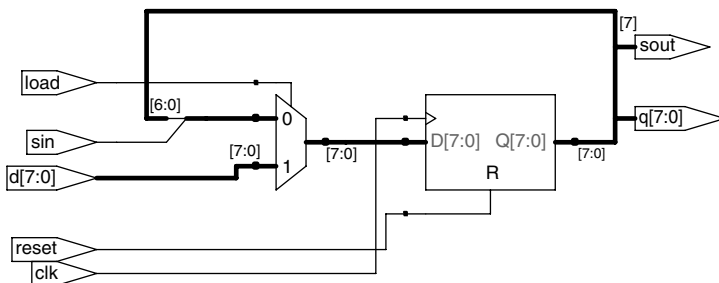 [7]
sout
load
[6:0]
0
q[7:0]
sin
[7:0]
1
[7:0]
D[7:0]
Q[7:0]
[7:0]
d[7:0]
R
reset
clk